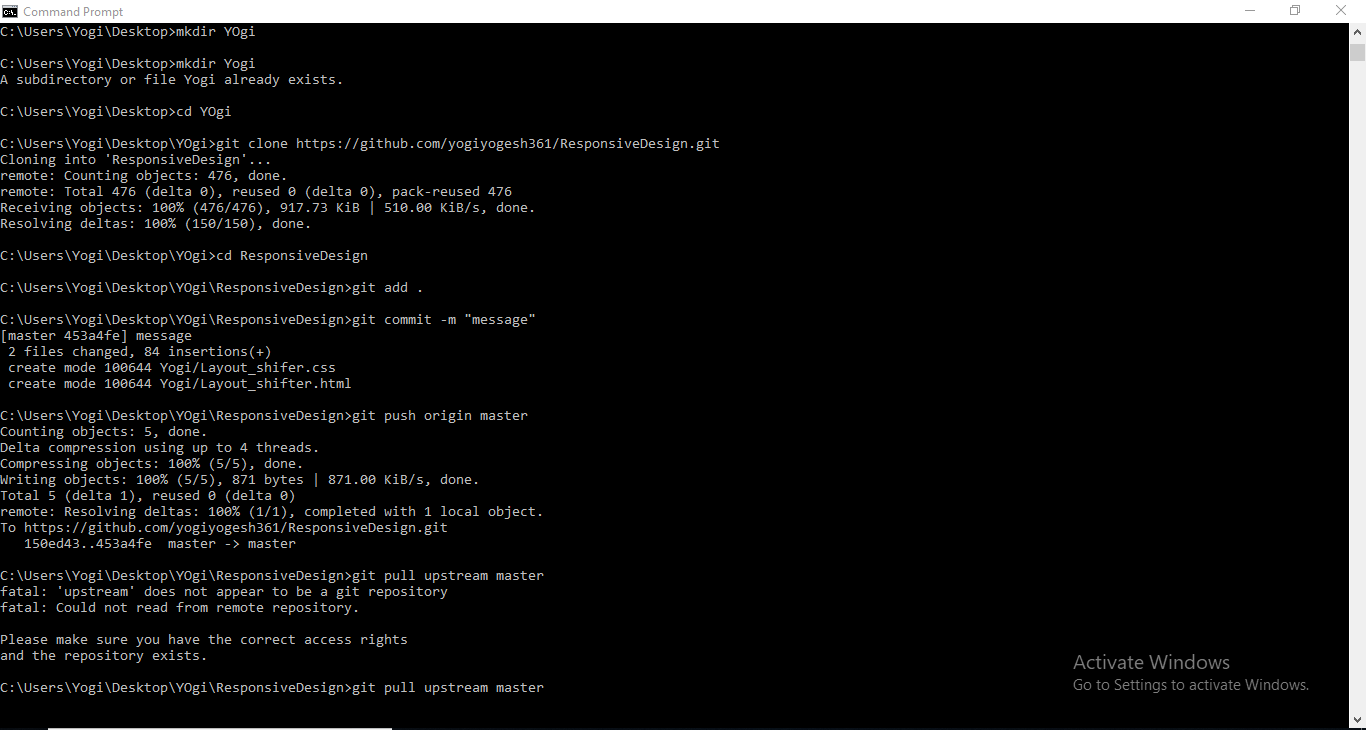 Command Prompt
C:\Users\Yogi\Desktop>mkdir YOgi
C:\Users\Yogi\Desktop>mkdir Yogi
A subdirectory or file Yogi already exists.
C:\Users\Yogi\Desktop>cd YOgi
C:\Users\Yogi\Desktop\YOgi>git clone https://github.com/yogiyogesh361/ResponsiveDesign.git
Cloning into 'ResponsiveDesign'...
remote: Counting objects: 476, done.
remote: Total 476 (delta 0), reused 0 (delta 0), pack-reused 476
Receiving objects: 100% (476/476), 917.73 KiB | 510.00 KiB/s, done.
Resolving deltas: 100% (150/150), done.
C:\Users\Yogi\Desktop\YOgi>cd ResponsiveDesign
C:\Users\Yogi\Desktop\YOgi\ResponsiveDesign>git add .
C:\Users\Yogi\Desktop\YOgi\ResponsiveDesign>git commit -m "message"
[master 453a4fe] message
2 files changed, 84 insertions(+)
create mode 100644 Yogi/Layout_shifer.css
create mode 100644 Yogi/Layout_shifter.html
C:\Users\Yogi\Desktop\YOgi\ResponsiveDesign>git push origin master
Counting objects: 5, done.
Delta compression using up to 4 threads.
Compressing objects: 100% (5/5), done.
Writing objects: 100% (5/5), 871 bytes | 871.00 KiB/s, done.
Total 5 (delta 1), reused 0 (delta 0)
remote: Resolving deltas: 100% (1/1), completed with 1 local object.
To https://github.com/yogiyogesh361/ResponsiveDesign.git
150ed43..453a4fe  master -> master
C:\Users\Yogi\Desktop\YOgi\ResponsiveDesign>git pull upstream master
fatal: 'upstream' does not appear to be a git repository
fatal: Could not read from remote repository.
Please make sure you have the correct access rights
and the repository exists.
C:\Users\Yogi\Desktop\YOgi\ResponsiveDesign>git pull upstream master
Activate Windows
Go to Settings to activate Windows.